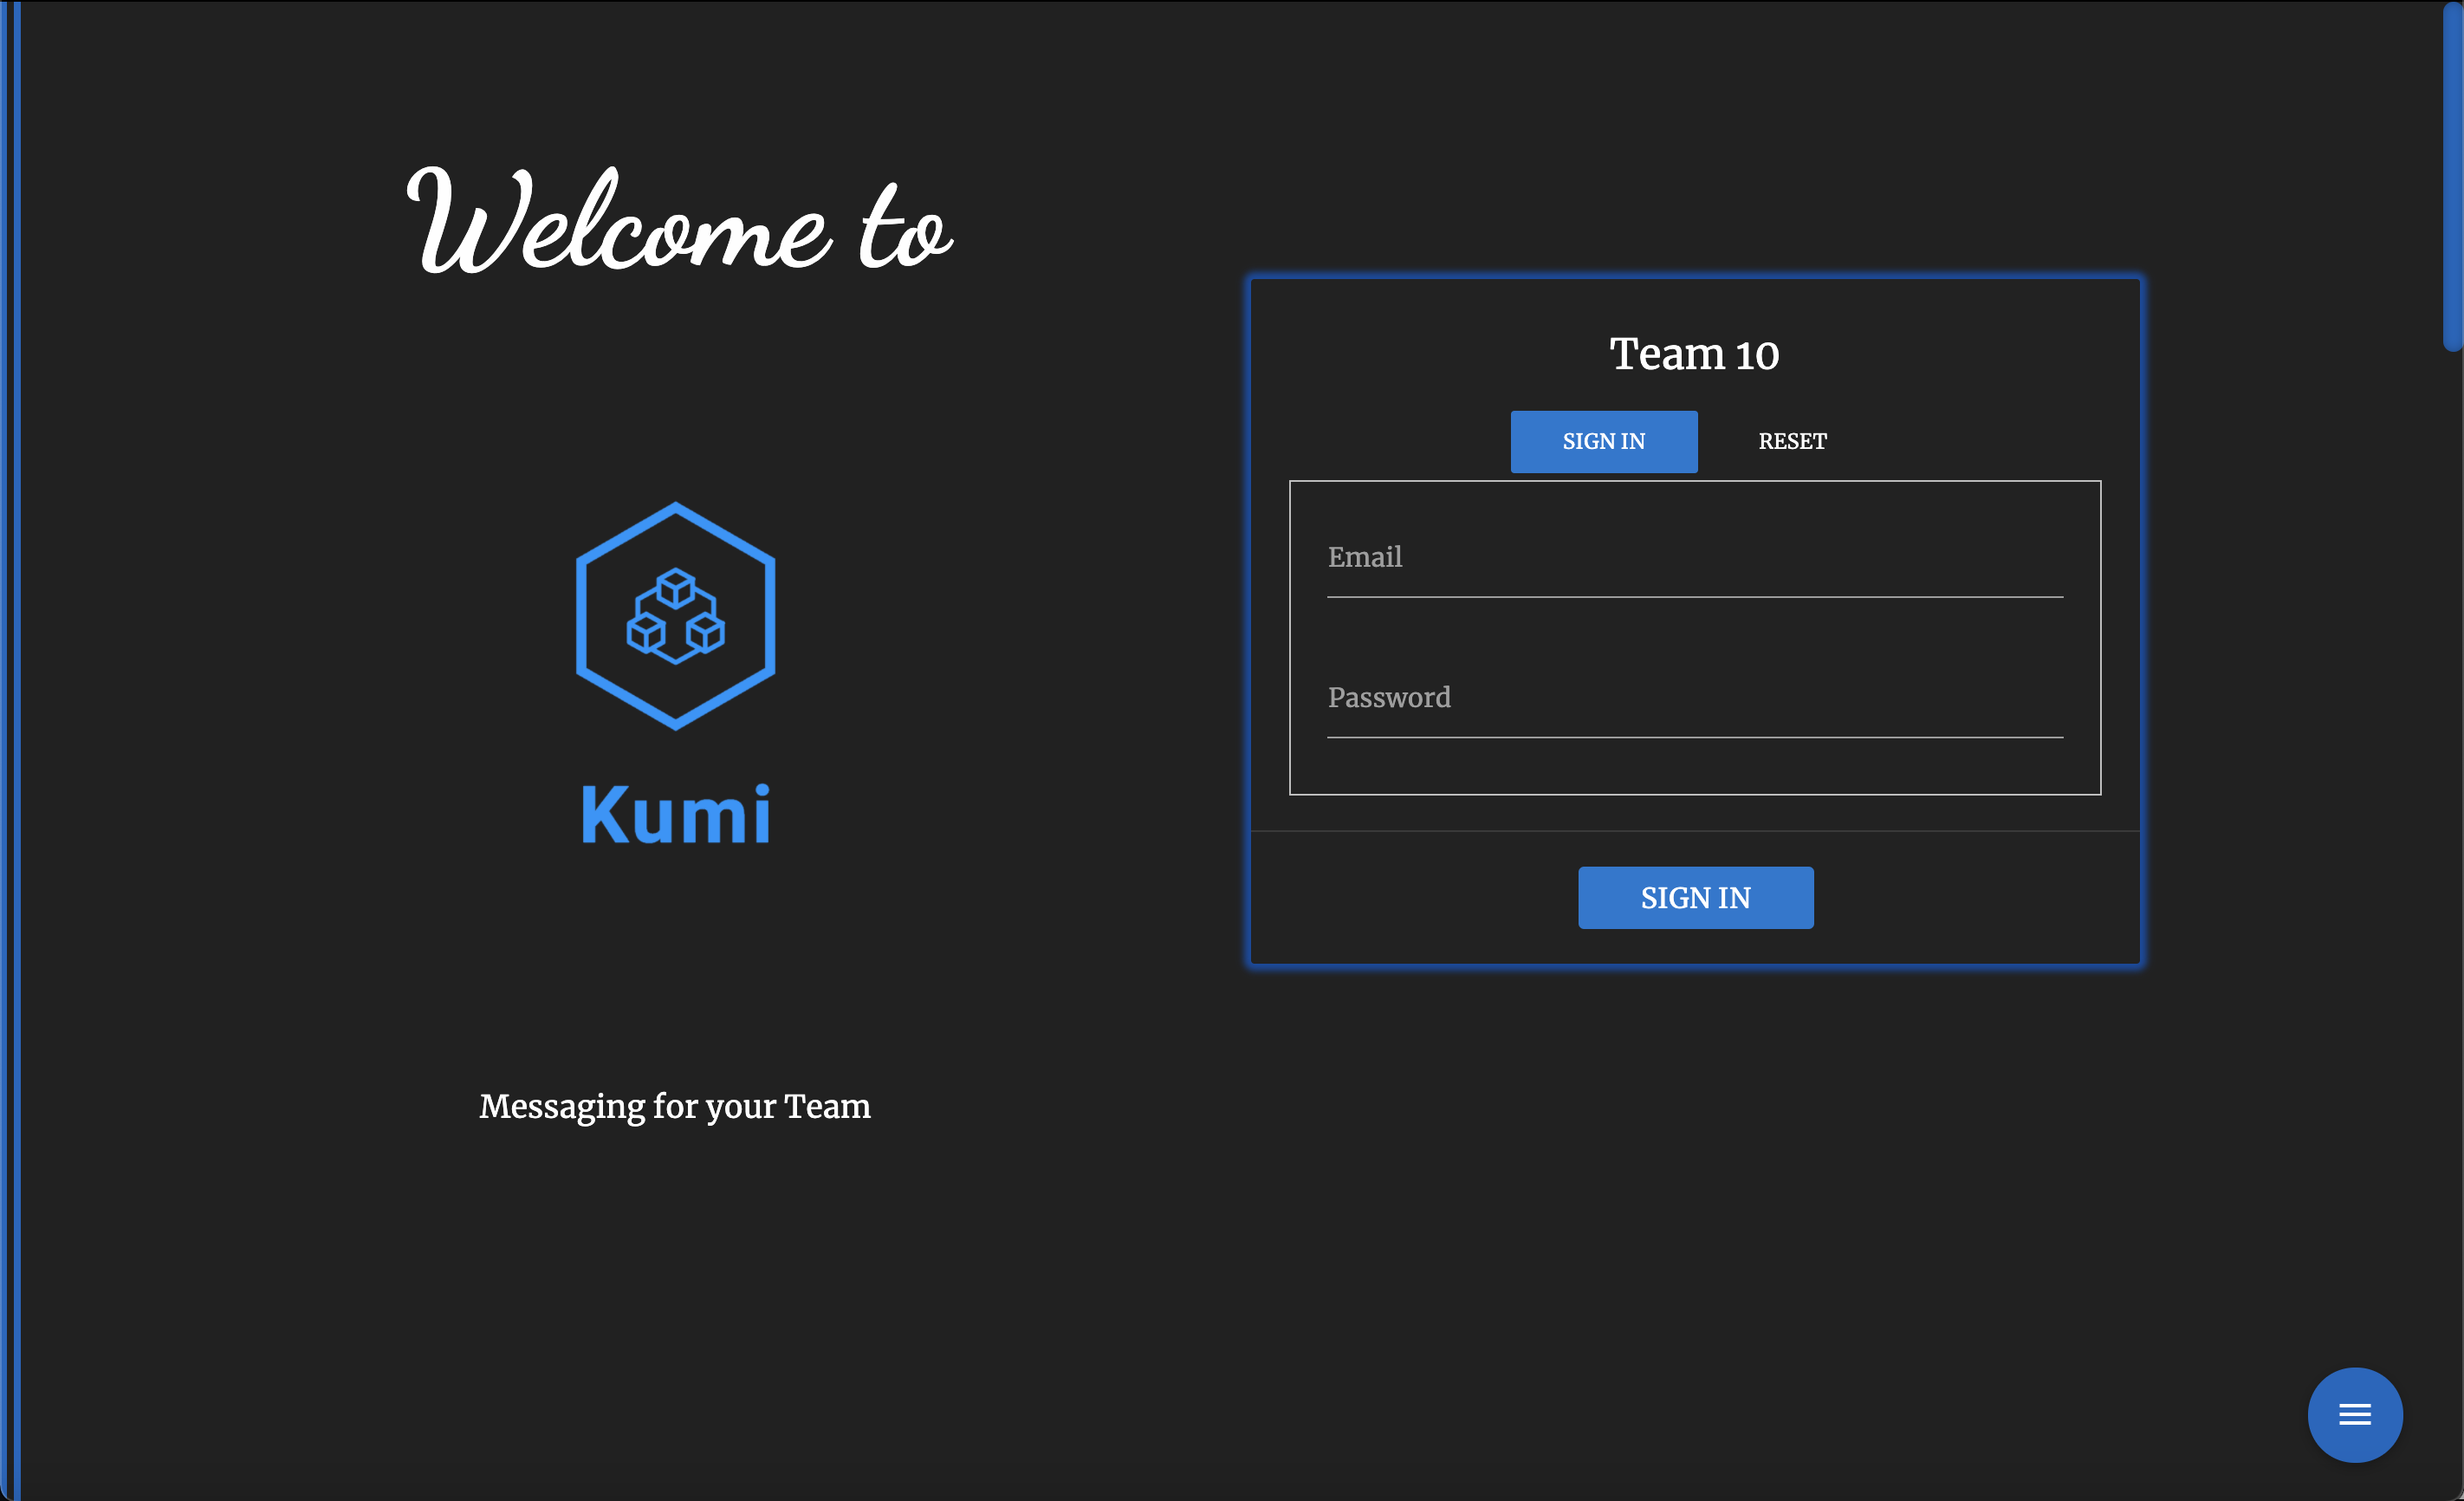 Welcome to
Kumi
Messaging for your Team
Team 10
SIGN IN
RESET
Email
Password
SIGN IN